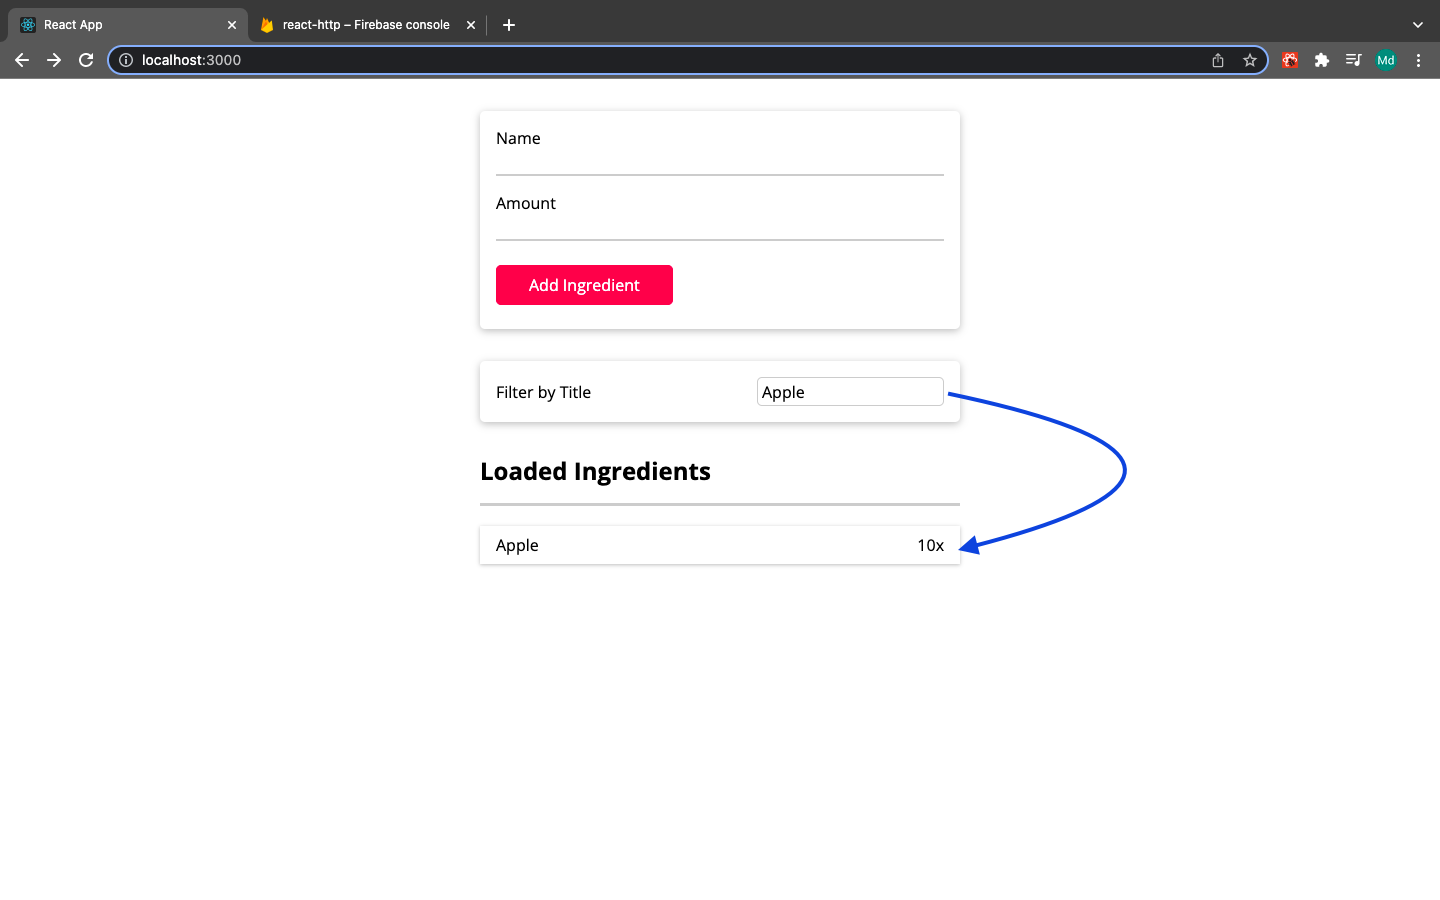 React App
react-http – Firebase console
localhost:3000
Md
Name
Amount
Add Ingredient
Filter by Title
Apple
Loaded Ingredients
Apple 10x